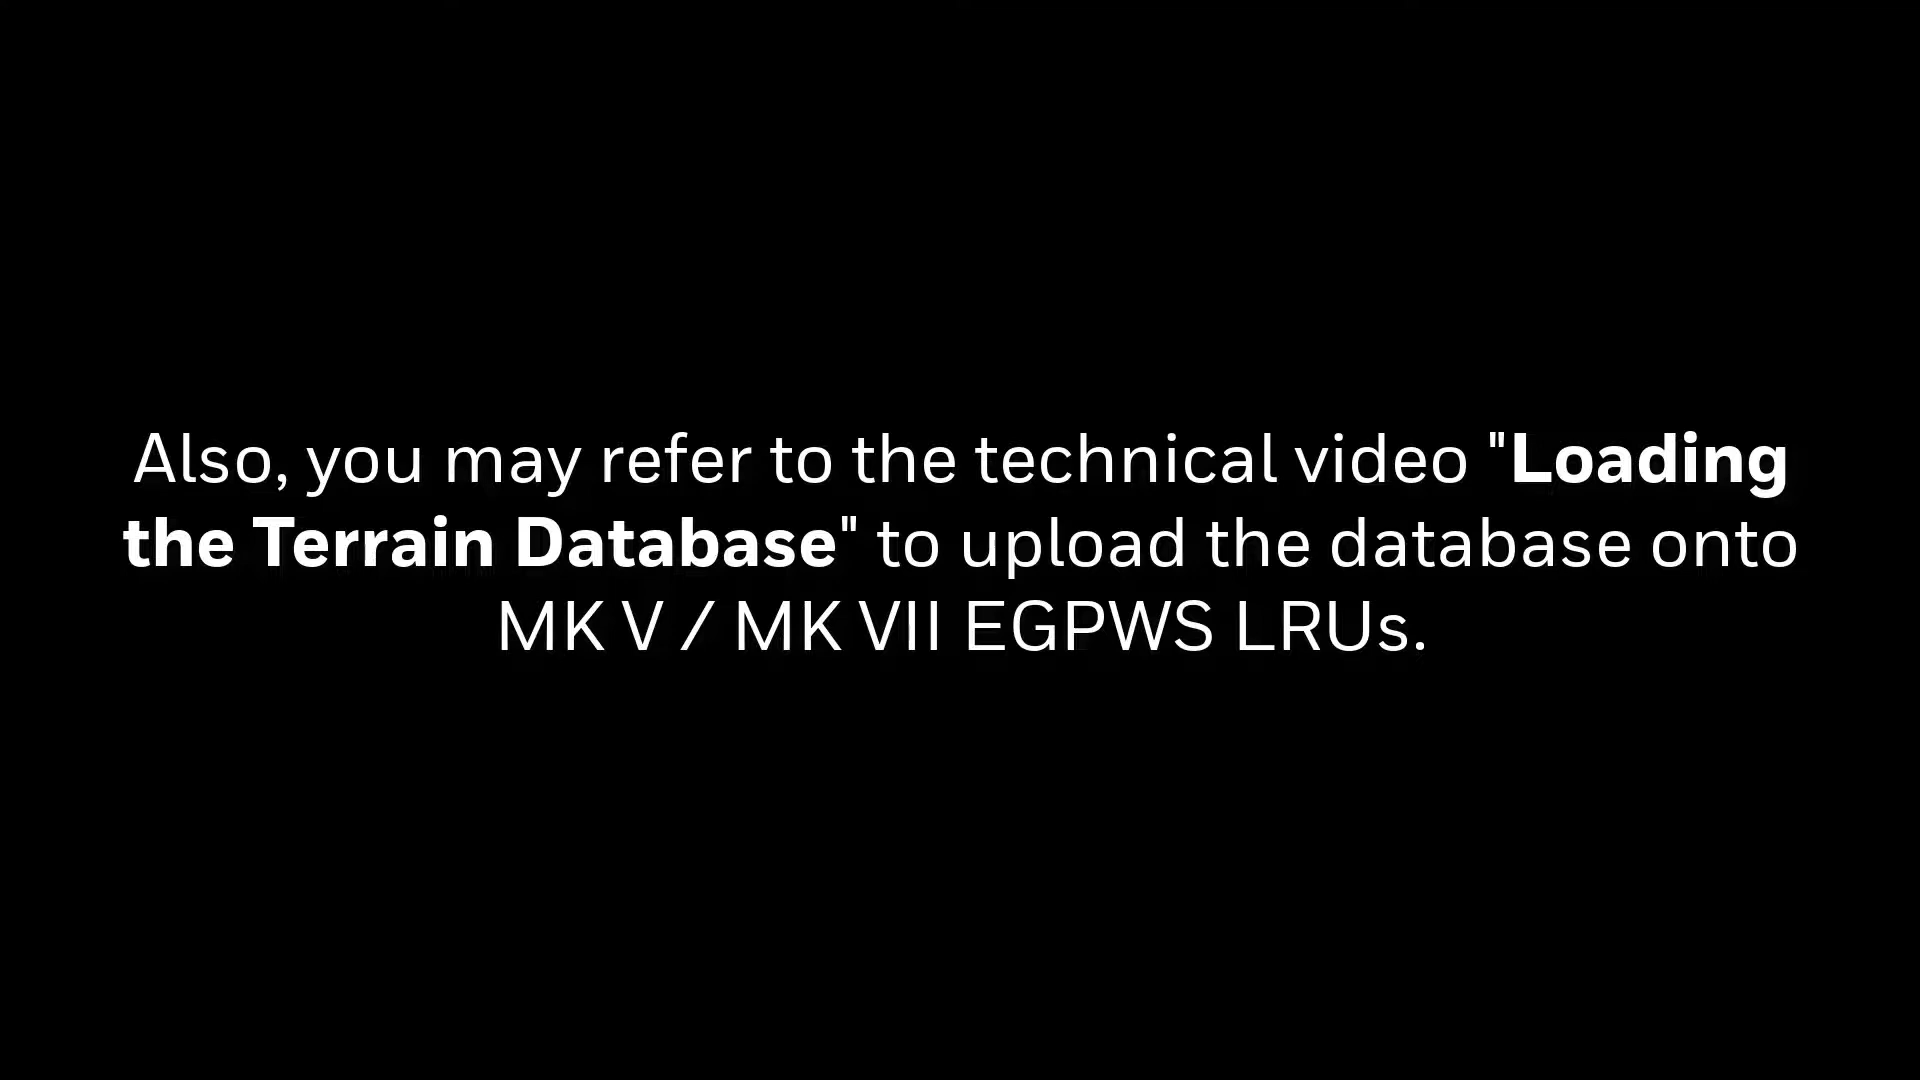 Also, you may refer to the technical video "Loading
the Terrain Database" to upload the database onto
MK V / MK VII EGPWS LRUs.